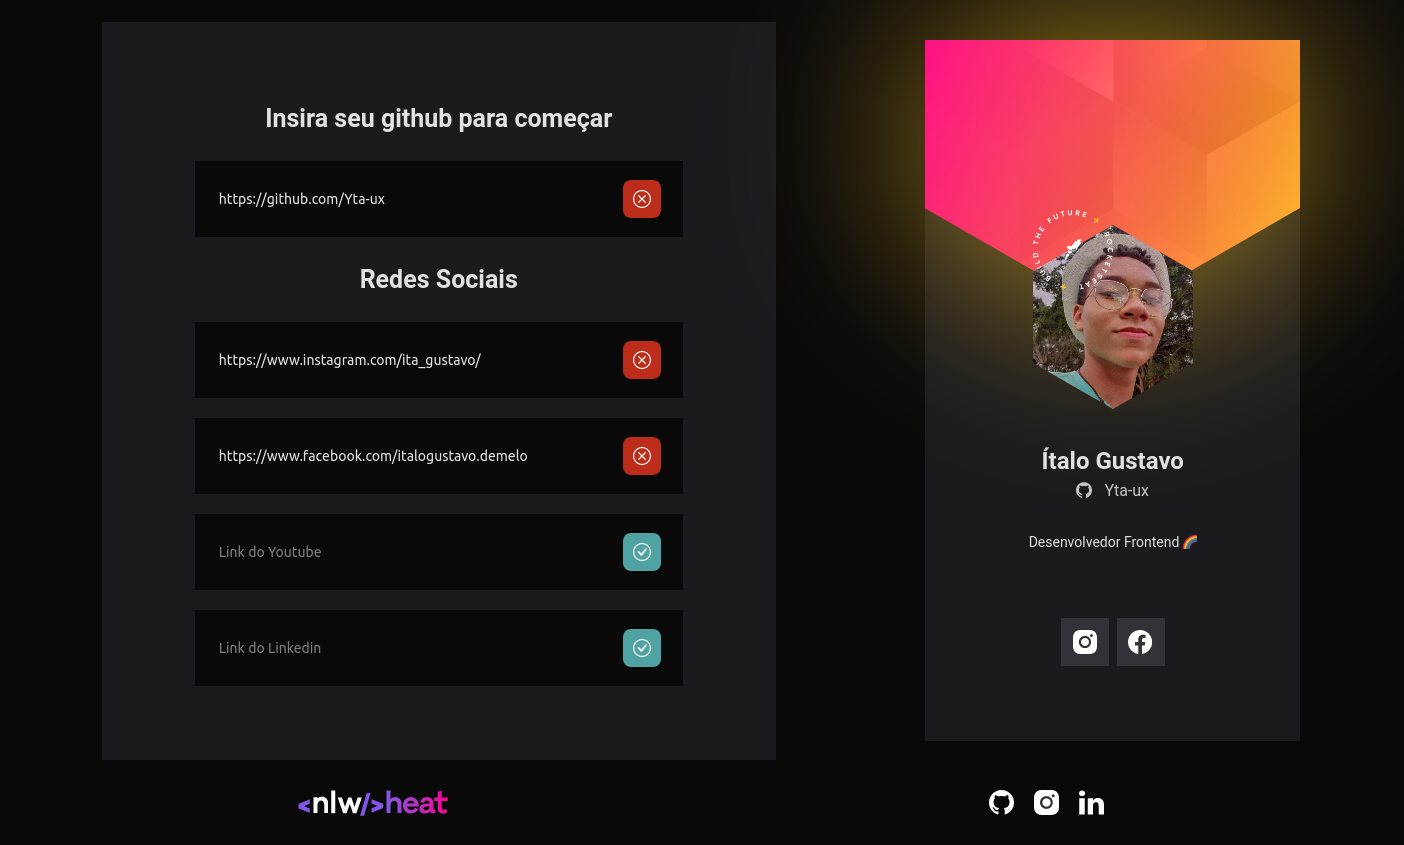 Insira seu github para começar
https://github.com/Yta-ux
Redes Sociais
https://www.instagram.com/ita_gustavo/
https://www.facebook.com/italogustavo.demelo
Link do Youtube
Link do Linkedin
<nlw/>heat
BUILD THE FUTURE
ROCKETSEAT
Ítalo Gustavo
Yta-ux
Desenvolvedor Frontend 🌈
in